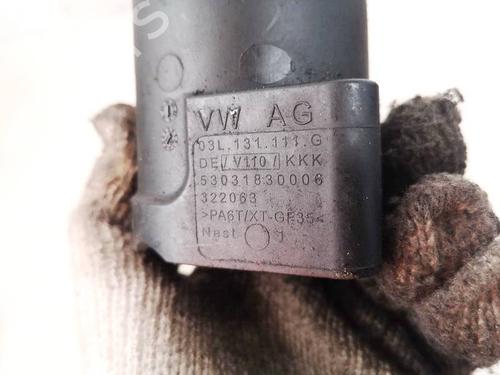 VW AG
03L.131.111.G
DE/V110/KKK
53031830006
322063
>PA6T/XT-GF35<
Nest 1